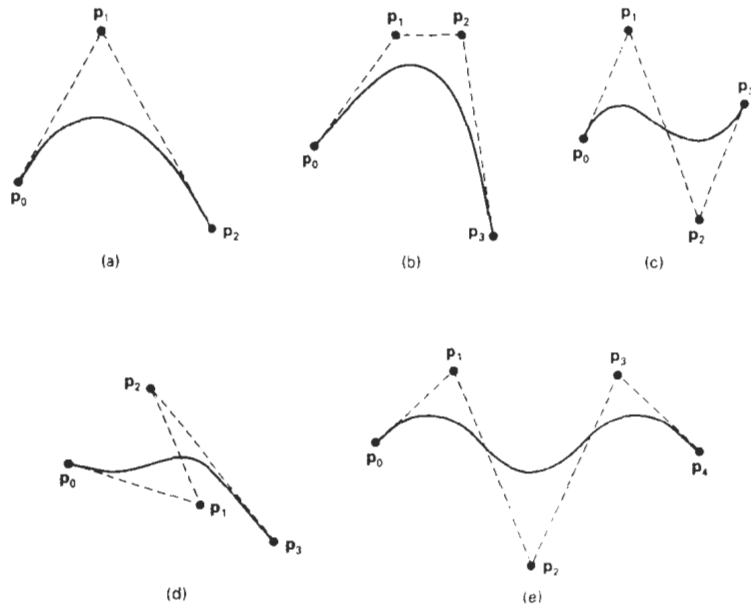 p₁
p₀
p₂
(a)
p₁ p₂
p₀
p₃
(b)
p₁
p₀
p₂
(c)
p₂
p₀
p₁
p₃
(d)
p₁
p₃
p₀
p₄
p₂
(e)